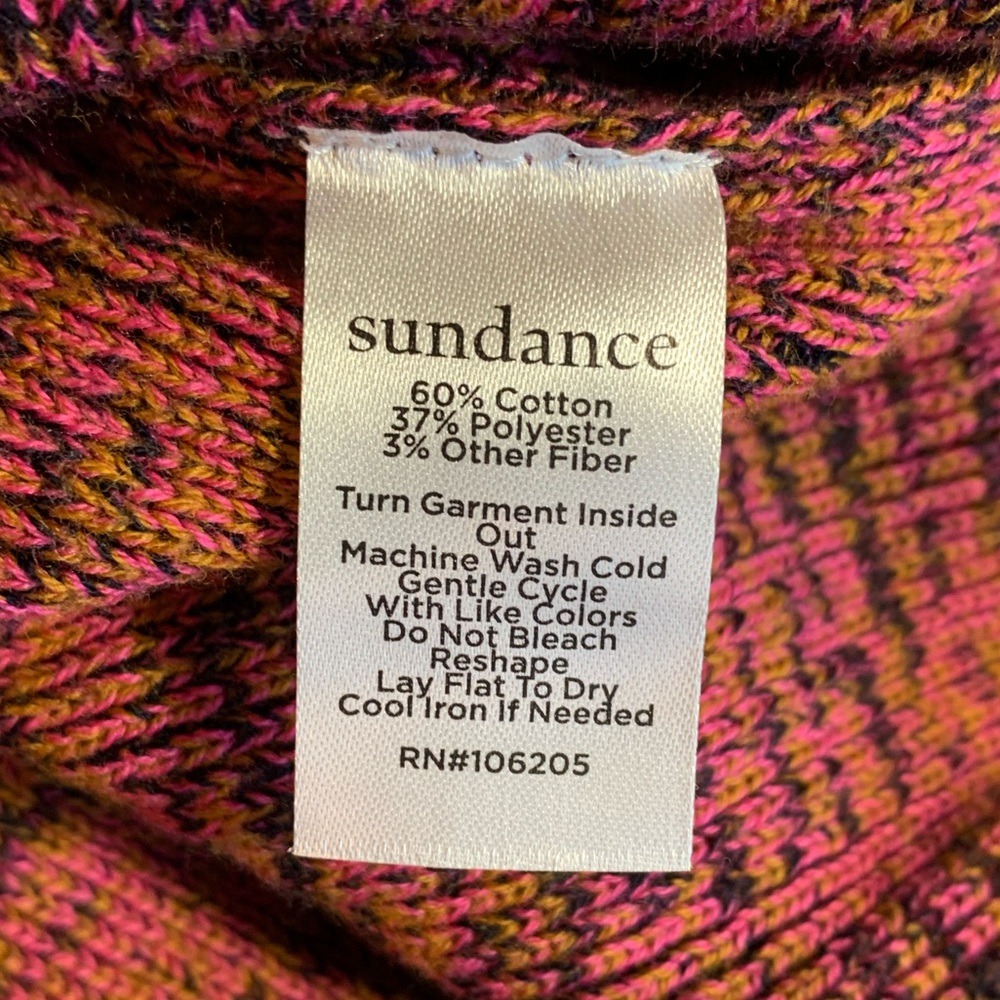 sundance
60% Cotton
37% Polyester
3% Other Fiber
Turn Garment Inside
Out
Machine Wash Cold
Gentle Cycle
With Like Colors
Do Not Bleach
Reshape
Lay Flat To Dry
Cool Iron If Needed
RN#106205